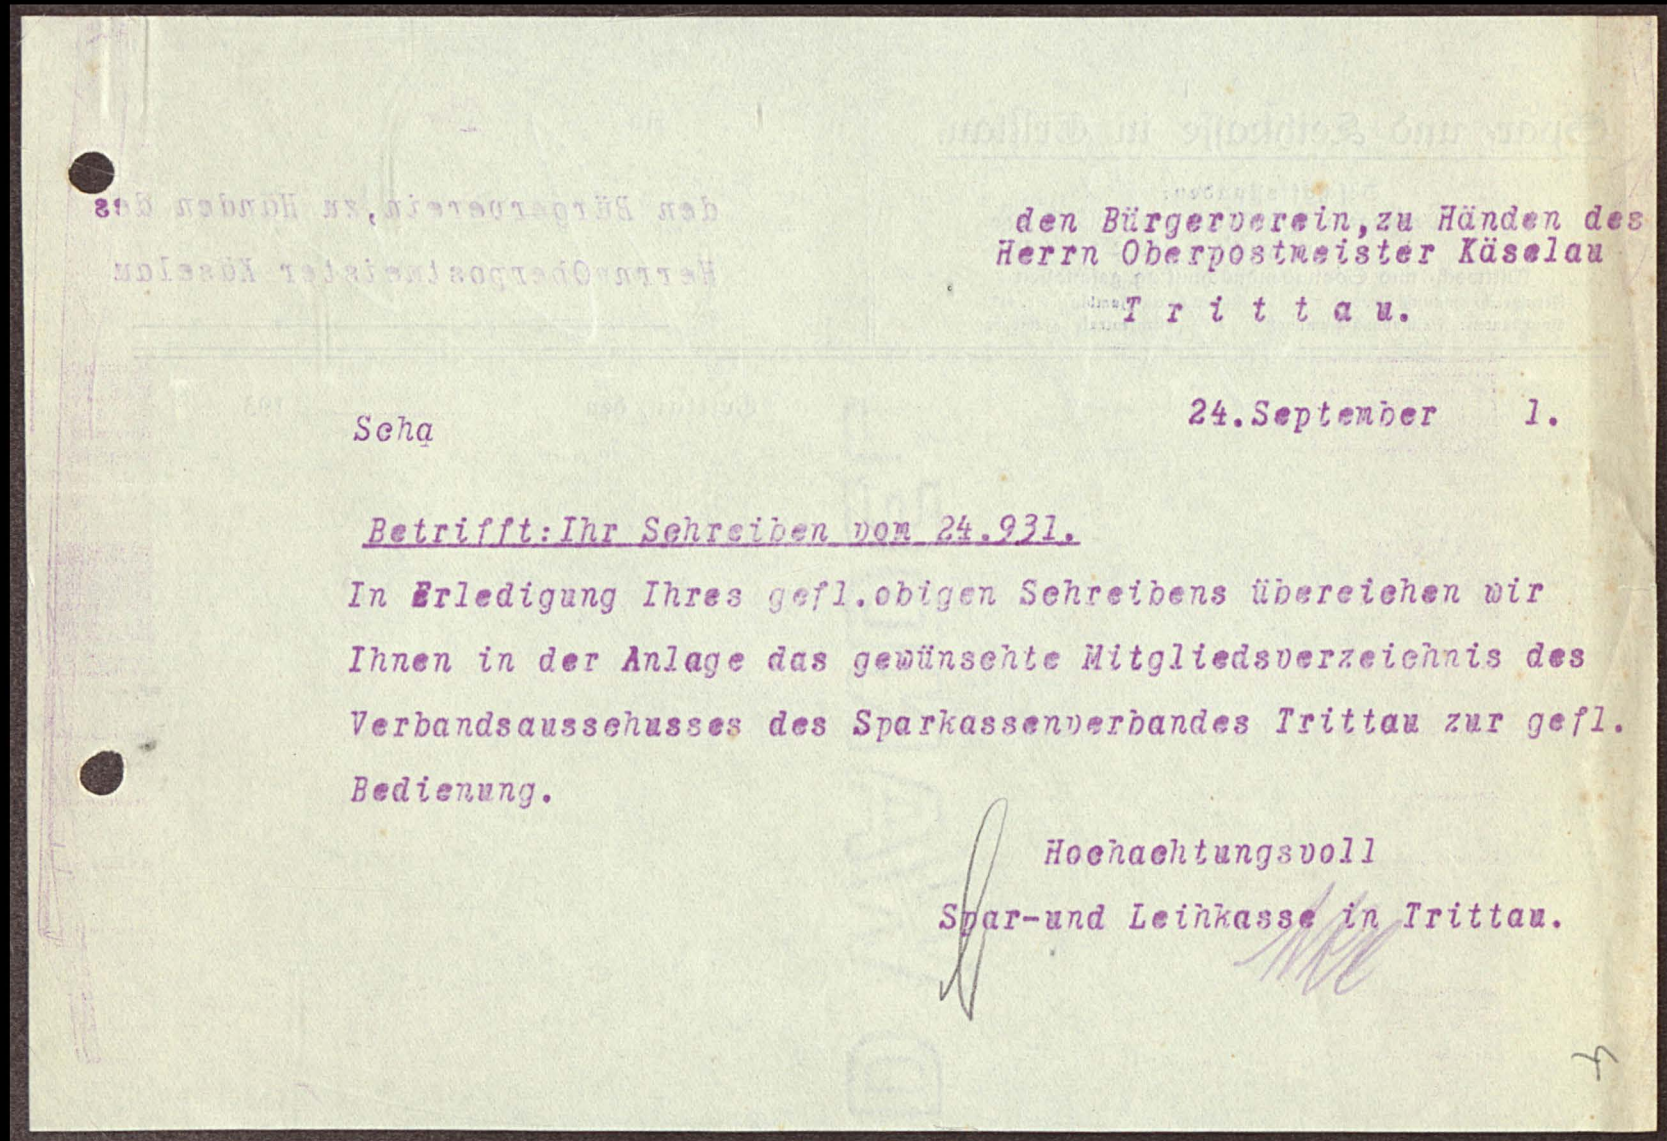 den Bürgerverein,zu Händen des
Herrn Oberpostmeister Käselau
T r i t t a u.
24.September 1.
Scha
Betrifft:Ihr Schreiben vom 24.931.
In Erledigung Ihres gefl.obigen Schreibens übereichen wir
Ihnen in der Anlage das gewünschte Mitgliedsverzeichnis des
Verbandsausschusses des Sparkassenverbandes Trittau zur gefl.
Bedienung.
Hochachtungsvoll
Spar-und Leihkasse in Trittau.